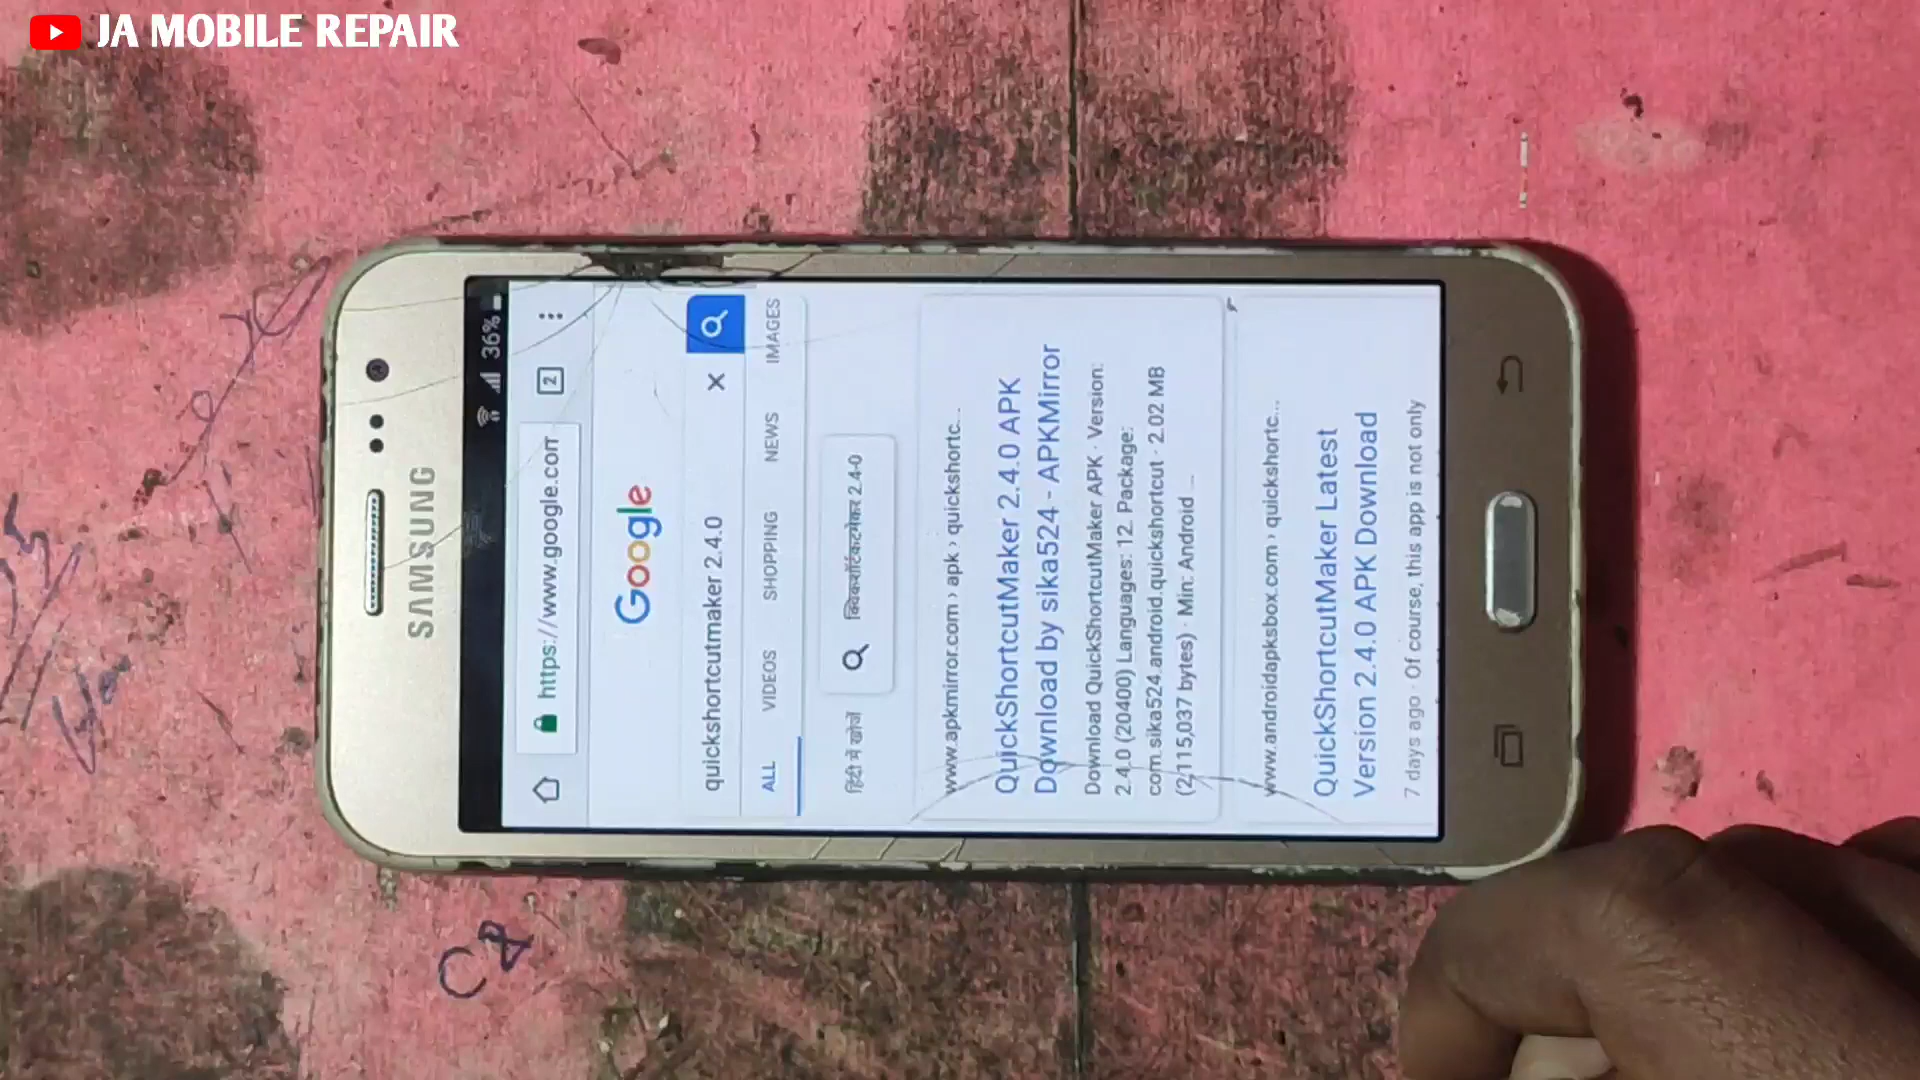 JA MOBILE REPAIR
SAMSUNG
36%
https://www.google.com
2
Google
quickshortcutmaker 2.4.0
ALL VIDEOS SHOPPING NEWS IMAGES
हिंदी में खोजें क्विकशॉर्टकटमेकर 2.4-0
www.apkmirror.com › apk › quickshortc...
QuickShortcutMaker 2.4.0 APK
Download by sika524 - APKMirror
Download QuickShortcutMaker APK · Version:
2.4.0 (20400) Languages: 12. Package:
com.sika524.android.quickshortcut · 2.02 MB
(2,115,037 bytes) · Min: Android ...
www.androidapksbox.com › quickshortc...
QuickShortcutMaker Latest
Version 2.4.0 APK Download
7 days ago · Of course, this app is not only
C8